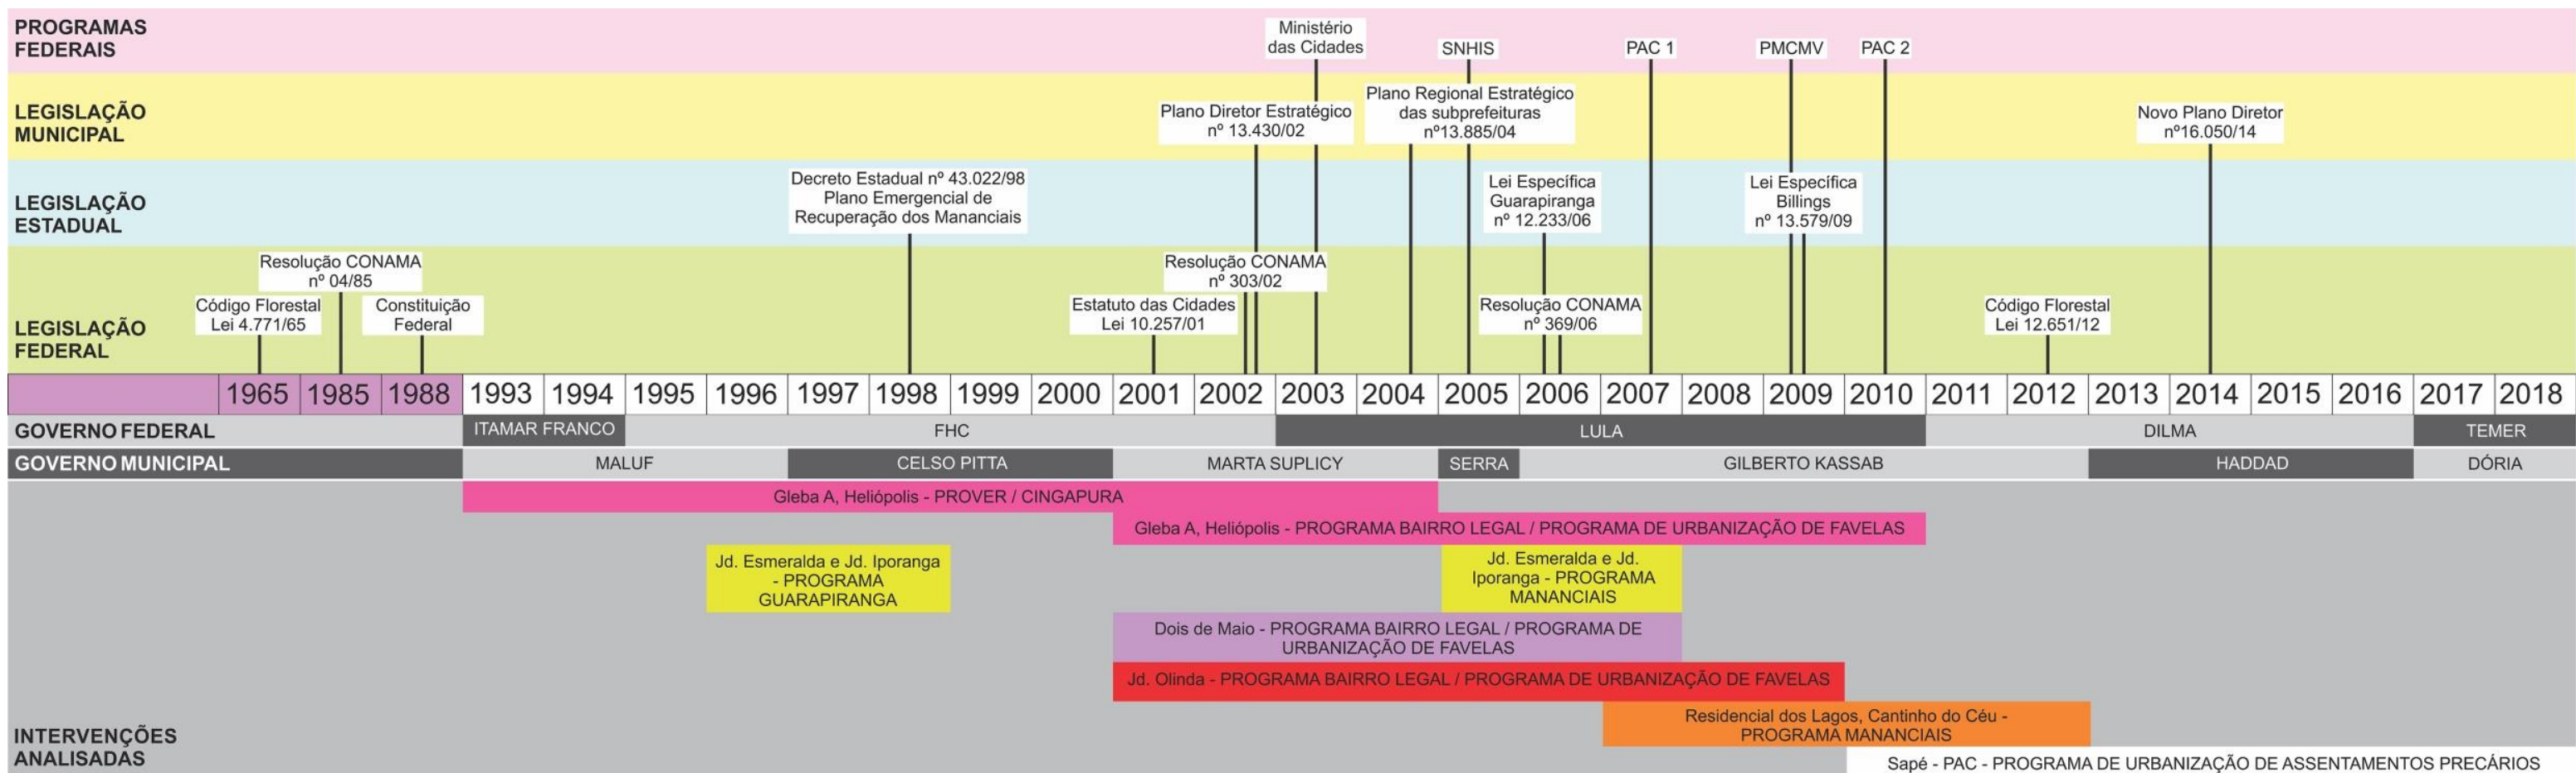 PROGRAMAS
FEDERAIS
Ministério
das Cidades
SNHIS
PAC 1
PMCMV
PAC 2
LEGISLAÇÃO
MUNICIPAL
Plano Diretor Estratégico
nº 13.430/02
Plano Regional Estratégico
das subprefeituras
nº13.885/04
Novo Plano Diretor
nº16.050/14
LEGISLAÇÃO
ESTADUAL
Decreto Estadual nº 43.022/98
Plano Emergencial de
Recuperação dos Mananciais
Lei Específica
Guarapiranga
nº 12.233/06
Lei Específica
Billings
nº 13.579/09
LEGISLAÇÃO
FEDERAL
Código Florestal
Lei 4.771/65
Resolução CONAMA
nº 04/85
Constituição
Federal
Estatuto das Cidades
Lei 10.257/01
Resolução CONAMA
nº 303/02
Resolução CONAMA
nº 369/06
Código Florestal
Lei 12.651/12
1965 1985 1988 1993 1994 1995 1996 1997 1998 1999 2000 2001 2002 2003 2004 2005 2006 2007 2008 2009 2010 2011 2012 2013 2014 2015 2016 2017 2018
GOVERNO FEDERAL ITAMAR FRANCO FHC LULA DILMA TEMER
GOVERNO MUNICIPAL MALUF CELSO PITTA MARTA SUPLICY SERRA GILBERTO KASSAB HADDAD DÓRIA
Gleba A, Heliópolis - PROVER / CINGAPURA
Gleba A, Heliópolis - PROGRAMA BAIRRO LEGAL / PROGRAMA DE URBANIZAÇÃO DE FAVELAS
Jd. Esmeralda e Jd. Iporanga
- PROGRAMA
GUARAPIRANGA
Jd. Esmeralda e Jd.
Iporanga - PROGRAMA
MANANCIAIS
Dois de Maio - PROGRAMA BAIRRO LEGAL / PROGRAMA DE
URBANIZAÇÃO DE FAVELAS
Jd. Olinda - PROGRAMA BAIRRO LEGAL / PROGRAMA DE URBANIZAÇÃO DE FAVELAS
Residencial dos Lagos, Cantinho do Céu -
PROGRAMA MANANCIAIS
INTERVENÇÕES
ANALISADAS
Sapé - PAC - PROGRAMA DE URBANIZAÇÃO DE ASSENTAMENTOS PRECÁRIOS